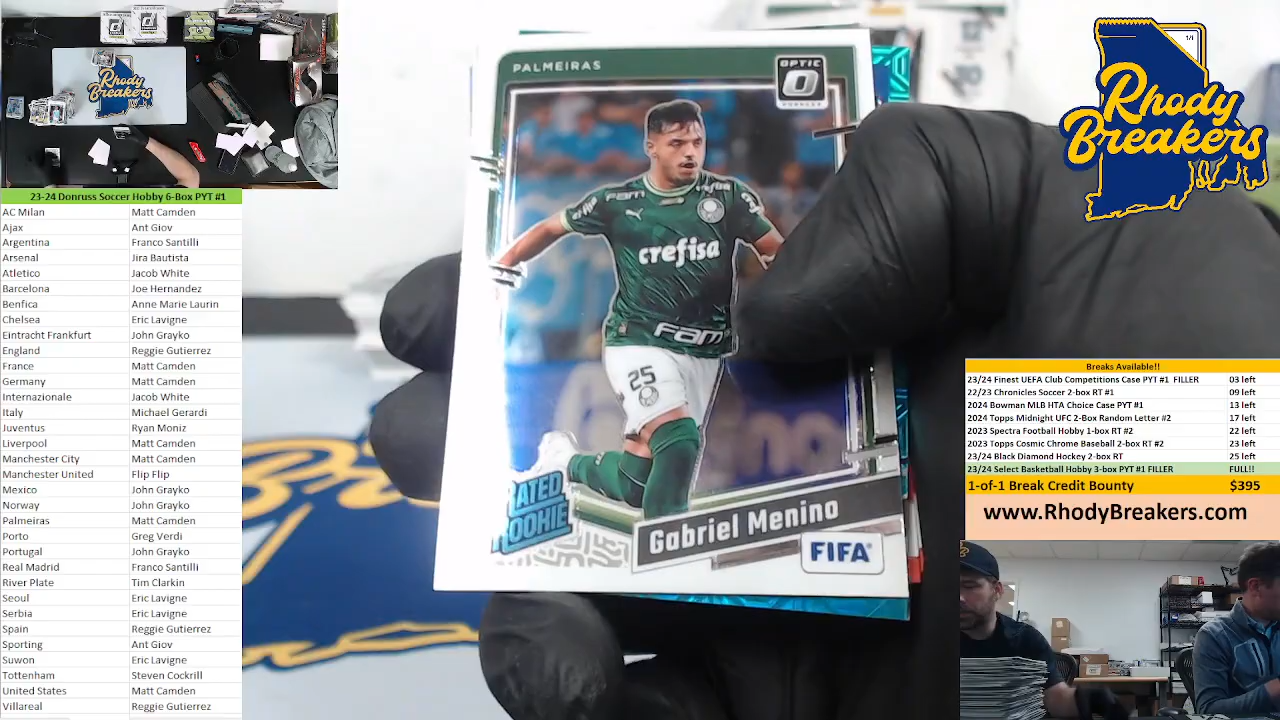 Rhody
Breakers
23-24 Donruss Soccer Hobby 6-Box PYT #1
AC Milan Matt Camden
Ajax Ant Giov
Argentina Franco Santilli
Arsenal Jira Bautista
Atletico Jacob White
Barcelona Joe Hernandez
Benfica Anne Marie Laurin
Chelsea Eric Lavigne
Eintracht Frankfurt John Grayko
England Reggie Gutierrez
France Matt Camden
Germany Matt Camden
Internazionale Jacob White
Italy Michael Gerardi
Juventus Ryan Moniz
Liverpool Matt Camden
Manchester City Matt Camden
Manchester United Flip Flip
Mexico John Grayko
Norway John Grayko
Palmeiras Matt Camden
Porto Greg Verdi
Portugal John Grayko
Real Madrid Franco Santilli
River Plate Tim Clarkin
Seoul Eric Lavigne
Serbia Eric Lavigne
Spain Reggie Gutierrez
Sporting Ant Giov
Suwon Eric Lavigne
Tottenham Steven Cockrill
United States Matt Camden
Villareal Reggie Gutierrez
PALMEIRAS
OPTIC
DONRUSS
FAM
crefisa
FAM
25
RATED
ROOKIE
Gabriel Menino
FIFA
1/1
Rhody
Breakers
Breaks Available!!
23/24 Finest UEFA Club Competitions Case PYT #1 FILLER 03 left
22/23 Chronicles Soccer 2-box RT #1 09 left
2024 Bowman MLB HTA Choice Case PYT #1 13 left
2024 Topps Midnight UFC 2-Box Random Letter #2 17 left
2023 Spectra Football Hobby 1-box RT #2 22 left
2023 Topps Cosmic Chrome Baseball 2-box RT #2 23 left
23/24 Black Diamond Hockey 2-box RT 25 left
23/24 Select Basketball Hobby 3-box PYT #1 FILLER FULL!!
1-of-1 Break Credit Bounty $395
www.RhodyBreakers.com